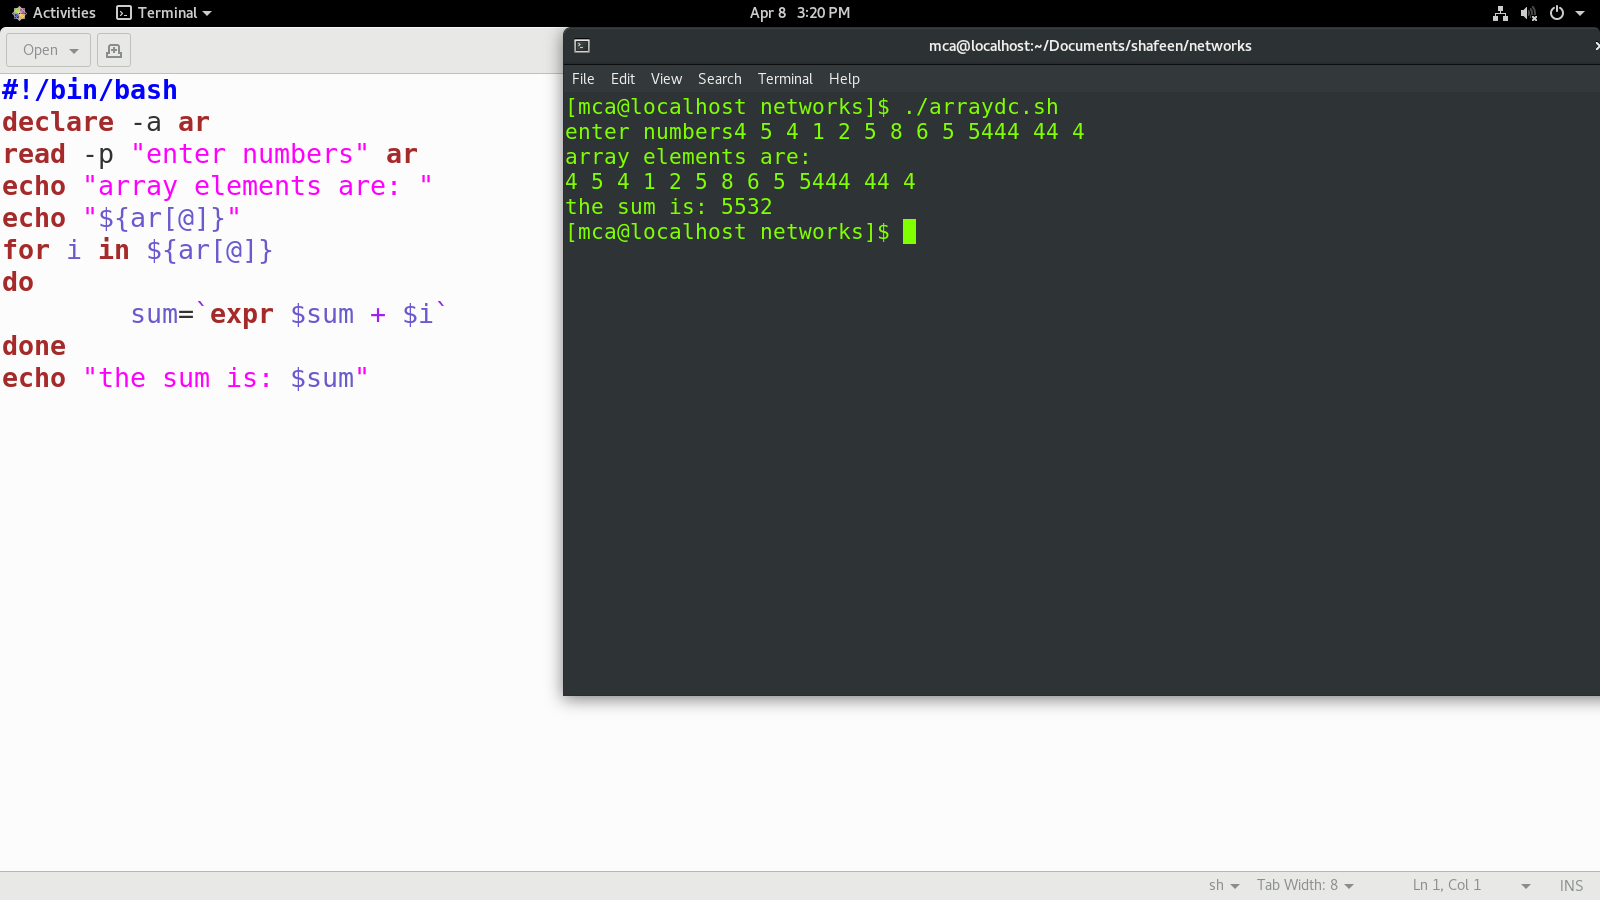 Activities Terminal Apr 8 3:20 PM
Open
#!/bin/bash
declare -a ar
read -p "enter numbers" ar
echo "array elements are: "
echo "${ar[@]}"
for i in ${ar[@]}
do
        sum=`expr $sum + $i`
done
echo "the sum is: $sum"
mca@localhost:~/Documents/shafeen/networks
File Edit View Search Terminal Help
[mca@localhost networks]$ ./arraydc.sh
enter numbers4 5 4 1 2 5 8 6 5 5444 44 4
array elements are:
4 5 4 1 2 5 8 6 5 5444 44 4
the sum is: 5532
[mca@localhost networks]$
sh Tab Width: 8 Ln 1, Col 1 INS